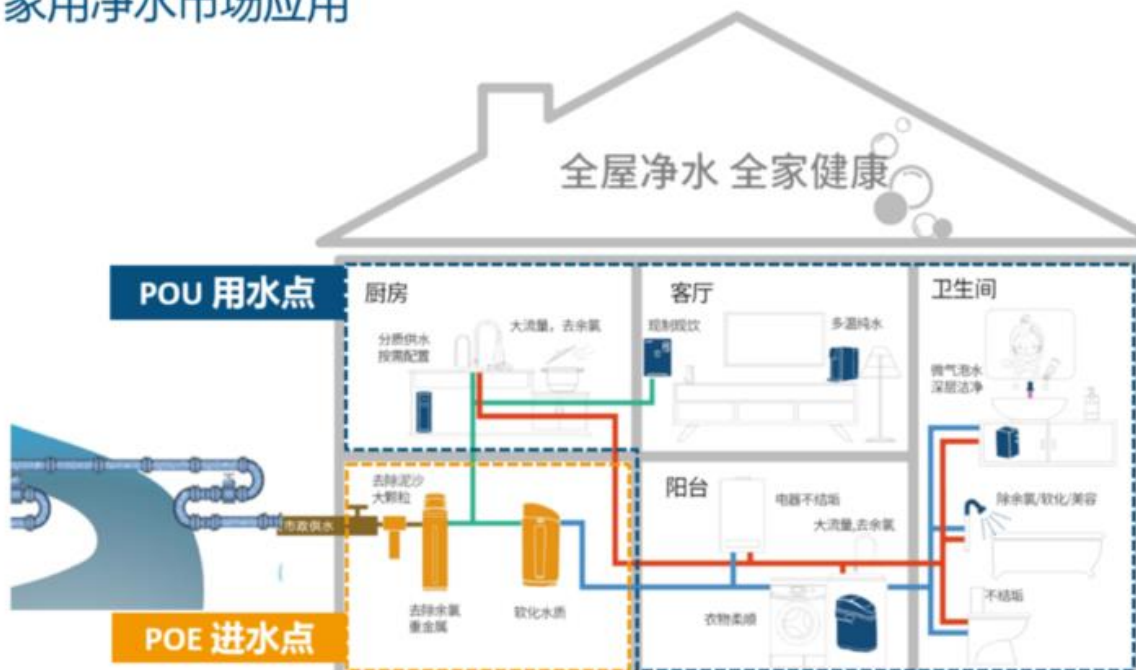 家用净水市场应用
全屋净水 全家健康
POU 用水点
厨房
分质供水
按需配置
大流量，去余氯
客厅
现制现饮
多温纯水
卫生间
微气泡水
深层洁净
除余氯/软化/美容
不结垢
阳台
电器不结垢
大流量,去余氯
衣物柔顺
市政供水
去除泥沙
大颗粒
去除余氯
重金属
软化水质
POE 进水点